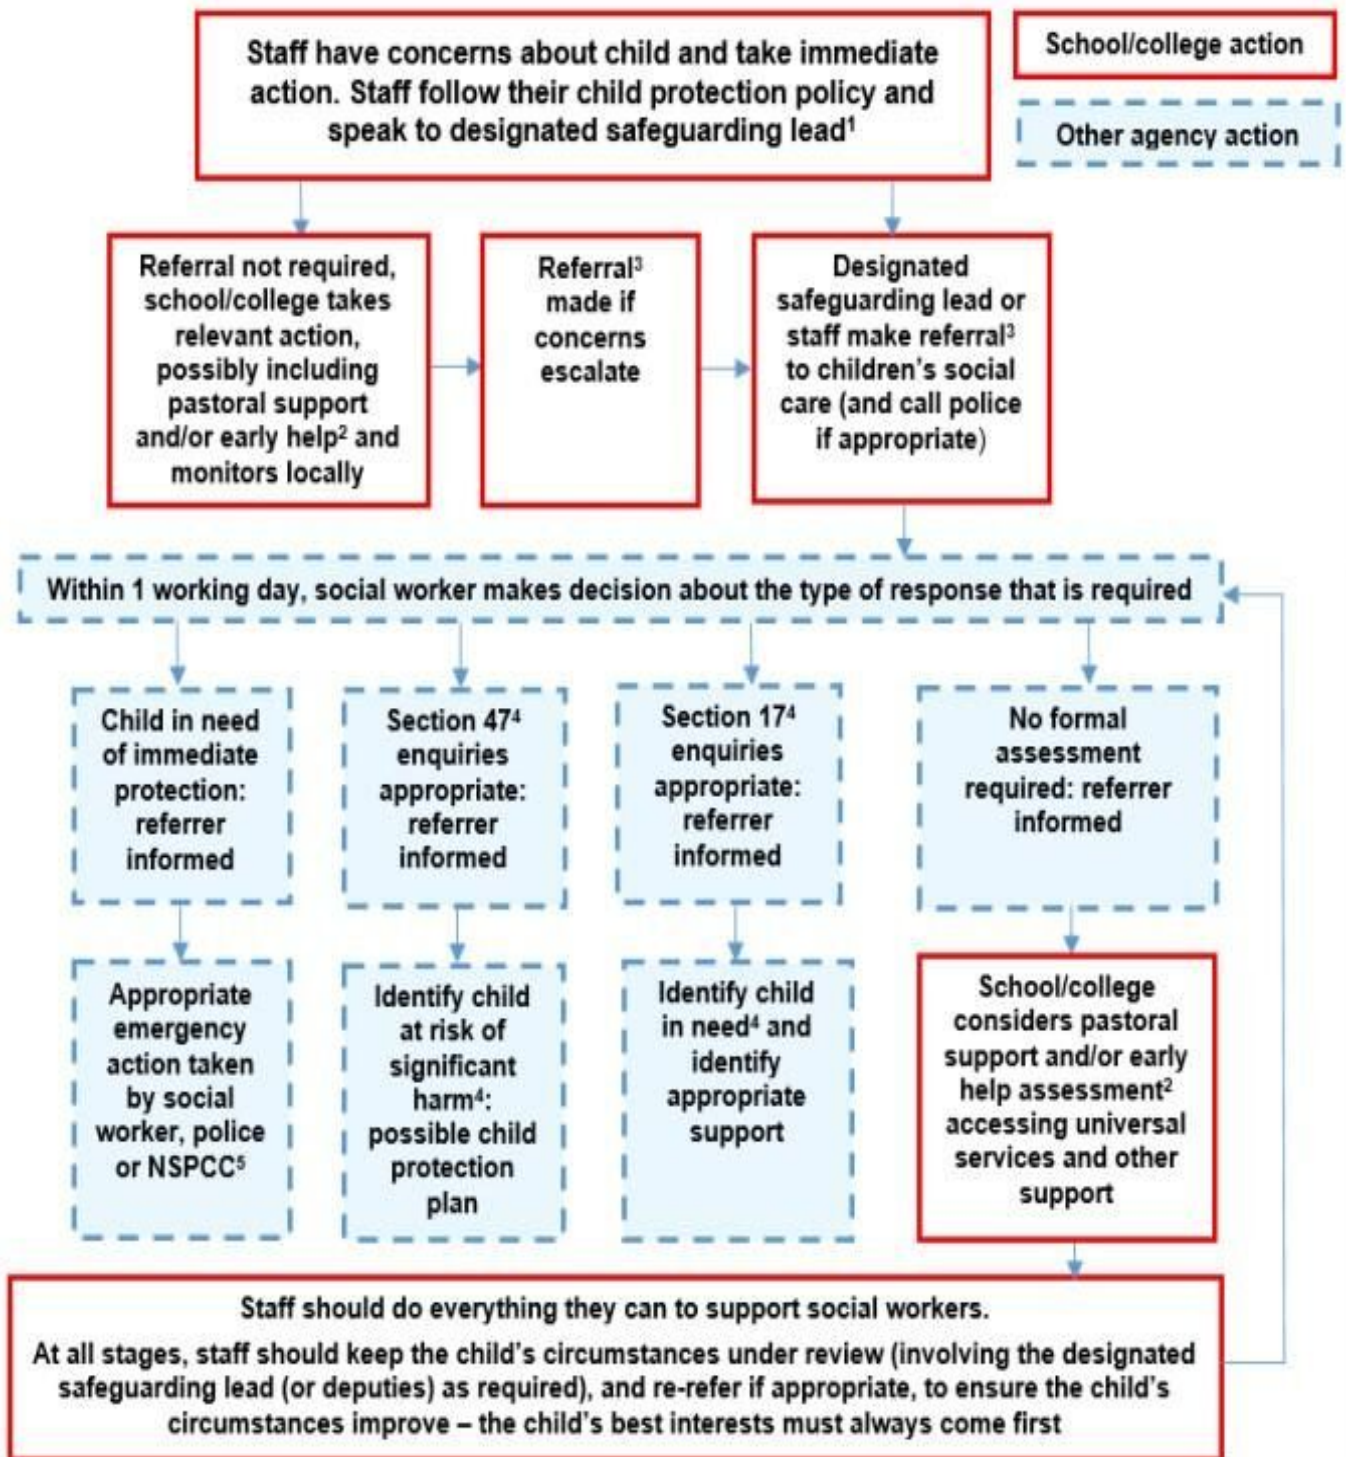 Staff have concerns about child and take immediate
action. Staff follow their child protection policy and
speak to designated safeguarding lead¹
School/college action
Other agency action
Referral not required,
school/college takes
relevant action,
possibly including
pastoral support
and/or early help² and
monitors locally
Referral³
made if
concerns
escalate
Designated
safeguarding lead or
staff make referral³
to children’s social
care (and call police
if appropriate)
Within 1 working day, social worker makes decision about the type of response that is required
Child in need
of immediate
protection:
referrer
informed
Section 47⁴
enquiries
appropriate:
referrer
informed
Section 17⁴
enquiries
appropriate:
referrer
informed
No formal
assessment
required: referrer
informed
Appropriate
emergency
action taken
by social
worker, police
or NSPCC⁵
Identify child
at risk of
significant
harm⁴:
possible child
protection
plan
Identify child
in need⁴ and
identify
appropriate
support
School/college
considers pastoral
support and/or early
help assessment²
accessing universal
services and other
support
Staff should do everything they can to support social workers.
At all stages, staff should keep the child’s circumstances under review (involving the designated
safeguarding lead (or deputies) as required), and re-refer if appropriate, to ensure the child’s
circumstances improve – the child’s best interests must always come first